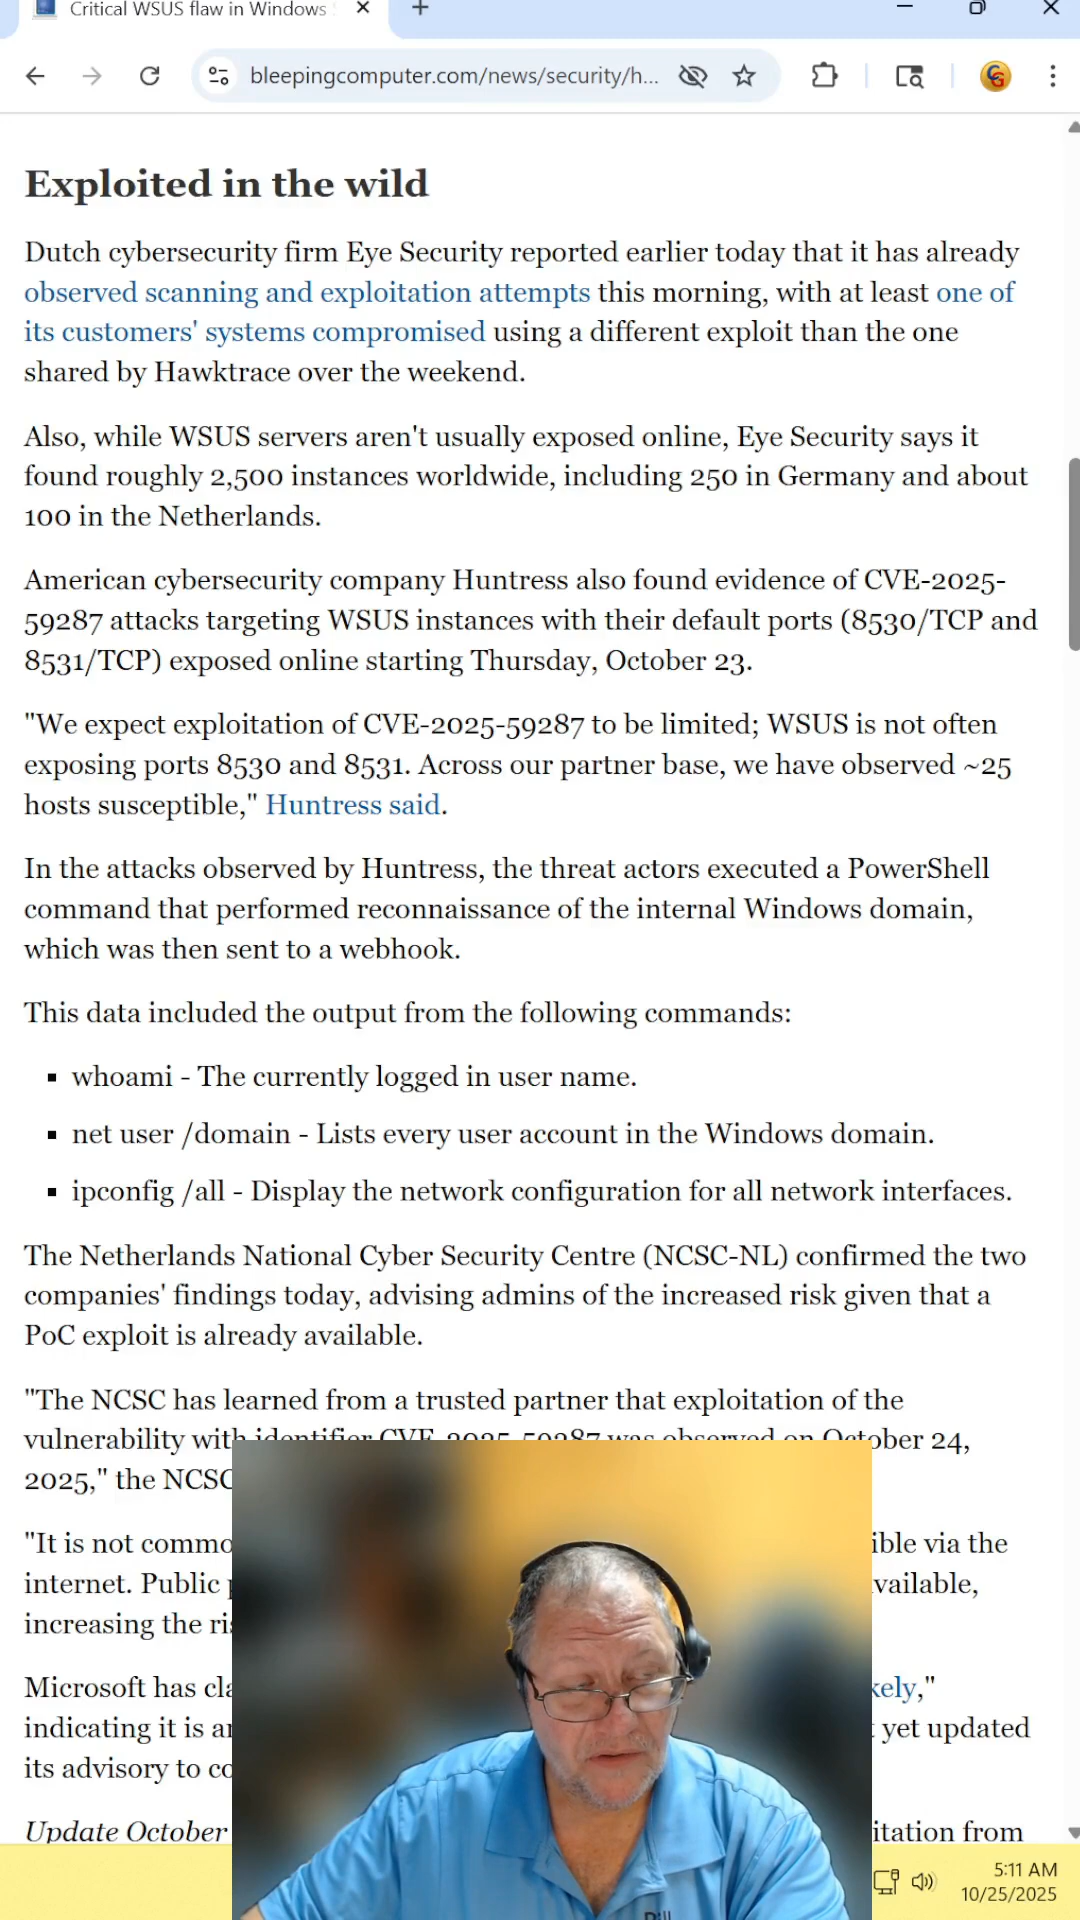 Critical WSUS flaw in Windows
bleepingcomputer.com/news/security/h...
Exploited in the wild
Dutch cybersecurity firm Eye Security reported earlier today that it has already
observed scanning and exploitation attempts this morning, with at least one of
its customers' systems compromised using a different exploit than the one
shared by Hawktrace over the weekend.
Also, while WSUS servers aren't usually exposed online, Eye Security says it
found roughly 2,500 instances worldwide, including 250 in Germany and about
100 in the Netherlands.
American cybersecurity company Huntress also found evidence of CVE-2025-
59287 attacks targeting WSUS instances with their default ports (8530/TCP and
8531/TCP) exposed online starting Thursday, October 23.
"We expect exploitation of CVE-2025-59287 to be limited; WSUS is not often
exposing ports 8530 and 8531. Across our partner base, we have observed ~25
hosts susceptible," Huntress said.
In the attacks observed by Huntress, the threat actors executed a PowerShell
command that performed reconnaissance of the internal Windows domain,
which was then sent to a webhook.
This data included the output from the following commands:
▪ whoami - The currently logged in user name.
▪ net user /domain - Lists every user account in the Windows domain.
▪ ipconfig /all - Display the network configuration for all network interfaces.
The Netherlands National Cyber Security Centre (NCSC-NL) confirmed the two
companies' findings today, advising admins of the increased risk given that a
PoC exploit is already available.
"The NCSC has learned from a trusted partner that exploitation of the
vulnerability with identifier CVE-2025-59287 was observed on October 24,
2025," the NCSC
"It is not commo ible via the
internet. Public vailable,
increasing the
Microsoft has kely,"
indicating it is yet updated
its advisory to
Update October itation from
5:11 AM
10/25/2025